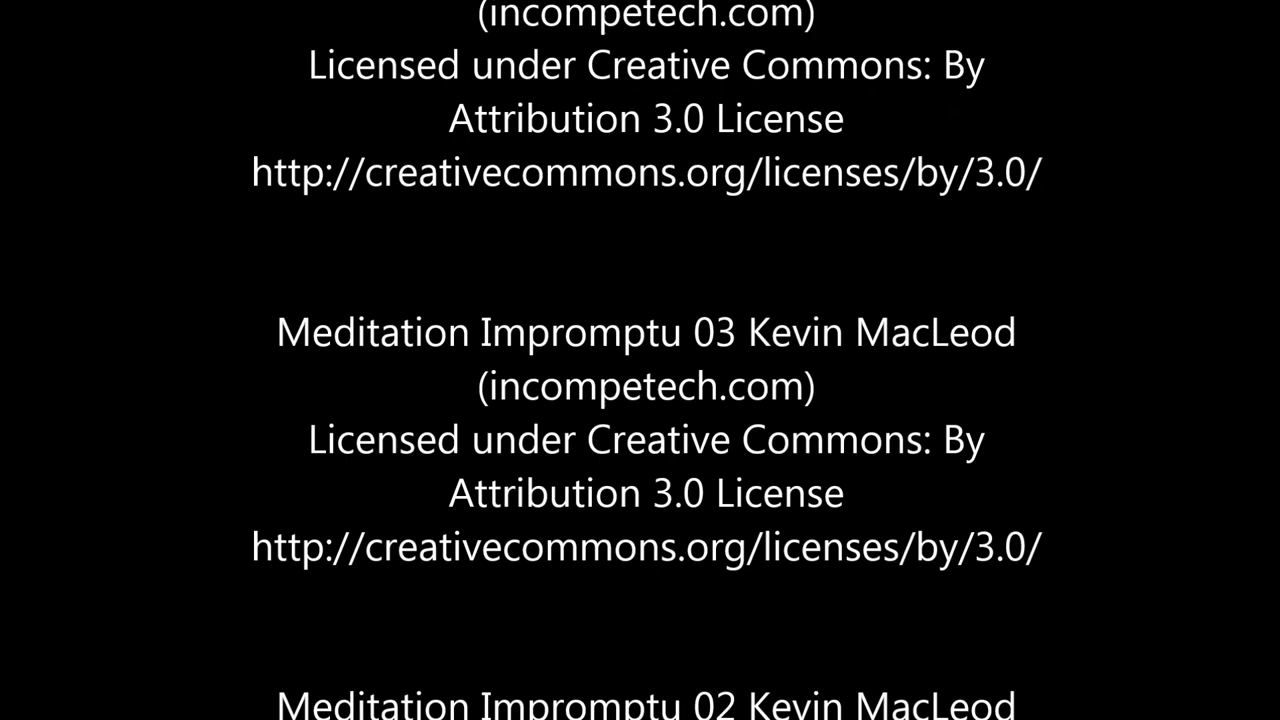 (incompetech.com)
Licensed under Creative Commons: By
Attribution 3.0 License
http://creativecommons.org/licenses/by/3.0/
Meditation Impromptu 03 Kevin MacLeod
(incompetech.com)
Licensed under Creative Commons: By
Attribution 3.0 License
http://creativecommons.org/licenses/by/3.0/
Meditation Impromptu 02 Kevin MacLeod